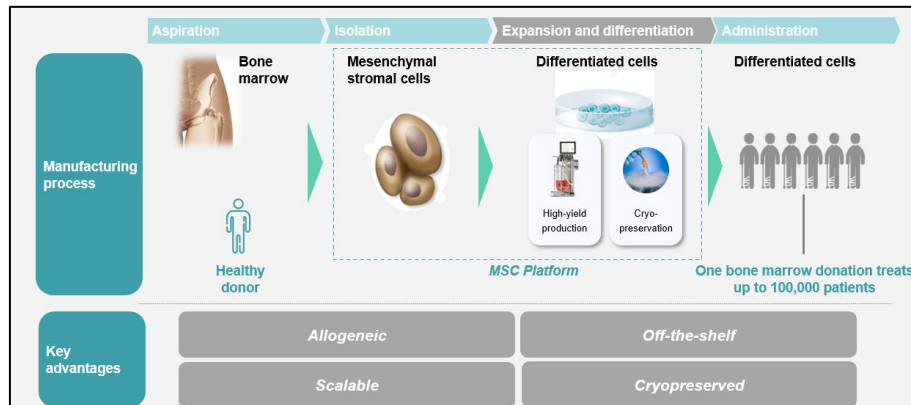 Aspiration
Isolation
Expansion and differentiation
Administration
Manufacturing
process
Bone
marrow
Mesenchymal
stromal cells
Differentiated cells
Differentiated cells
High-yield
production
Cryo-
preservation
Healthy
donor
MSC Platform
One bone marrow donation treats
up to 100,000 patients
Key
advantages
Allogeneic
Off-the-shelf
Scalable
Cryopreserved